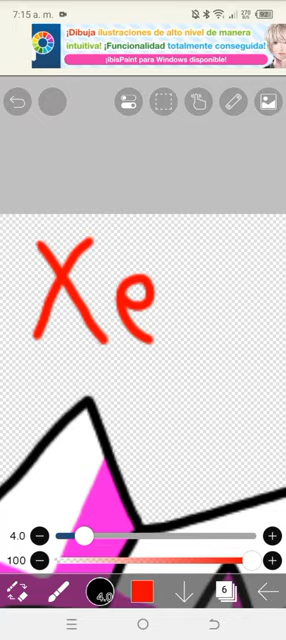 7:15 a. m.
270
¡Dibuja ilustraciones de alto nivel de manera
intuitiva! ¡Funcionalidad totalmente conseguida!
¡ibisPaint para Windows disponible!
Xe
4.0
100
4.0
6